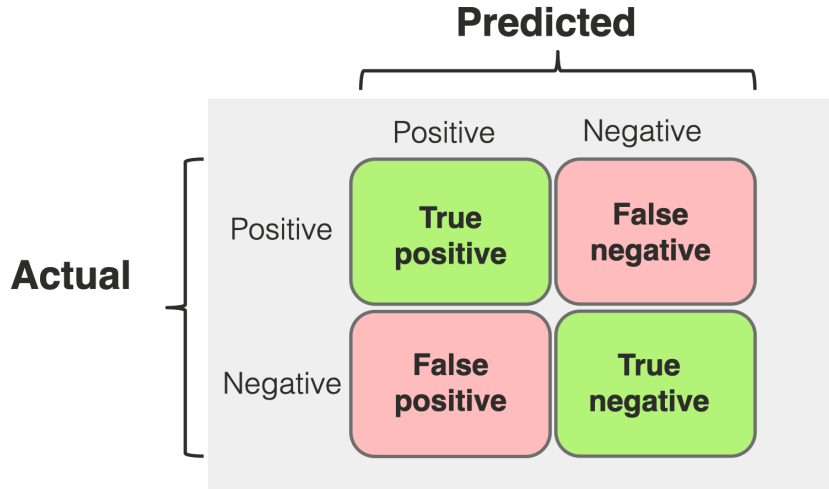 Predicted
Positive Negative
Positive
True
positive
False
negative
Actual
Negative
False
positive
True
negative